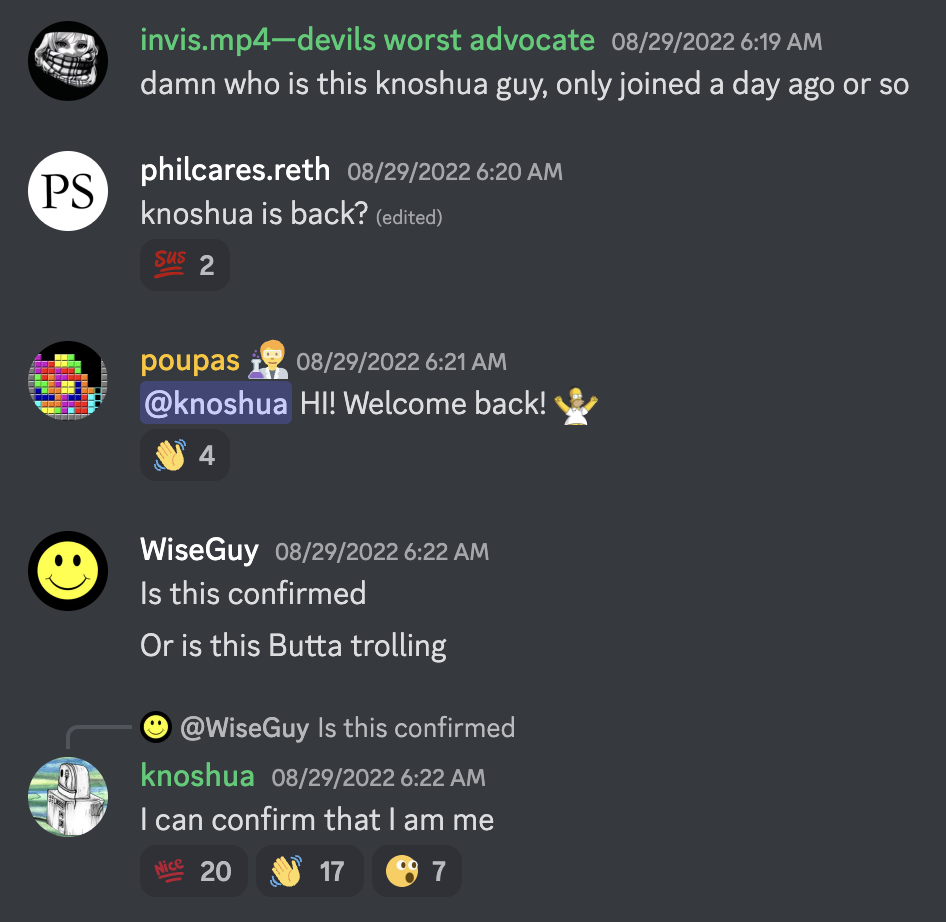 invis.mp4—devils worst advocate 08/29/2022 6:19 AM
damn who is this knoshua guy, only joined a day ago or so
PS
philcares.reth 08/29/2022 6:20 AM
knoshua is back? (edited)
SUS 2
poupas 08/29/2022 6:21 AM
@knoshua HI! Welcome back!
4
WiseGuy 08/29/2022 6:22 AM
Is this confirmed
Or is this Butta trolling
@WiseGuy Is this confirmed
knoshua 08/29/2022 6:22 AM
I can confirm that I am me
Nice 20 17 7